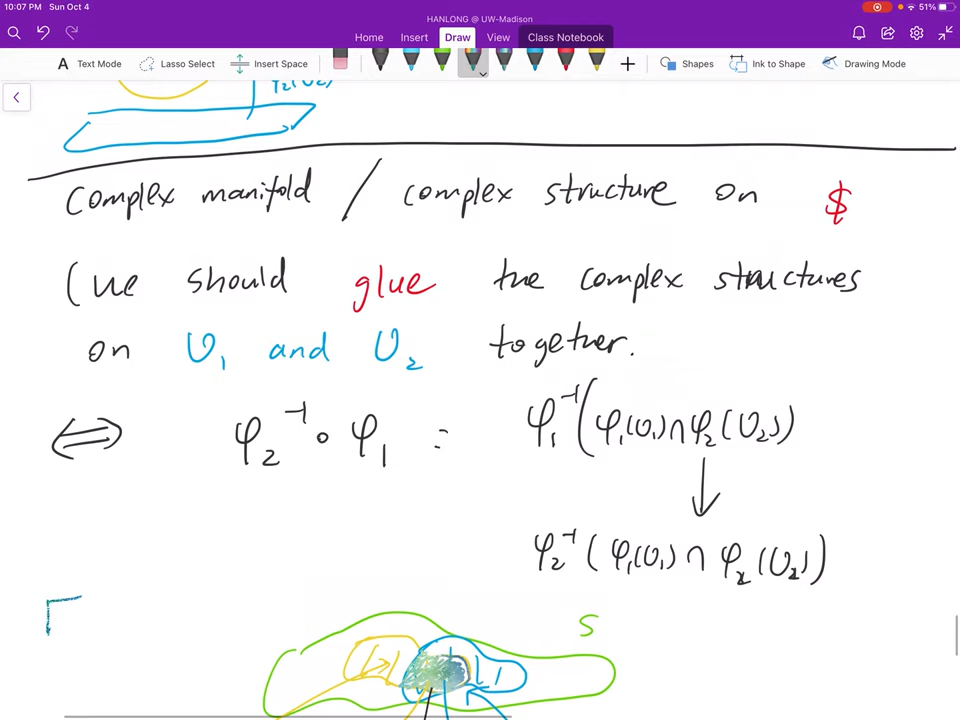 10:07 PM Sun Oct 4
51%
HANLONG @ UW-Madison
Home Insert Draw View Class Notebook
Text Mode Lasso Select Insert Space Shapes Ink to Shape Drawing Mode
φ₂(U₂)
Complex manifold / complex structure on $
(we should glue the complex structures
on U₁ and U₂ together.
⟺ φ₂⁻¹ ∘ φ₁ : φ₁⁻¹(φ₁(U₁)∩φ₂(U₂))
↓
φ₂⁻¹(φ₁(U₁)∩φ₂(U₂))
S